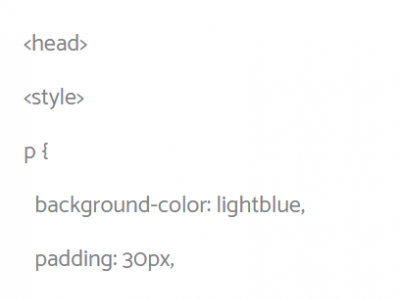 <head>
<style>
p {
background-color: lightblue,
padding: 30px,